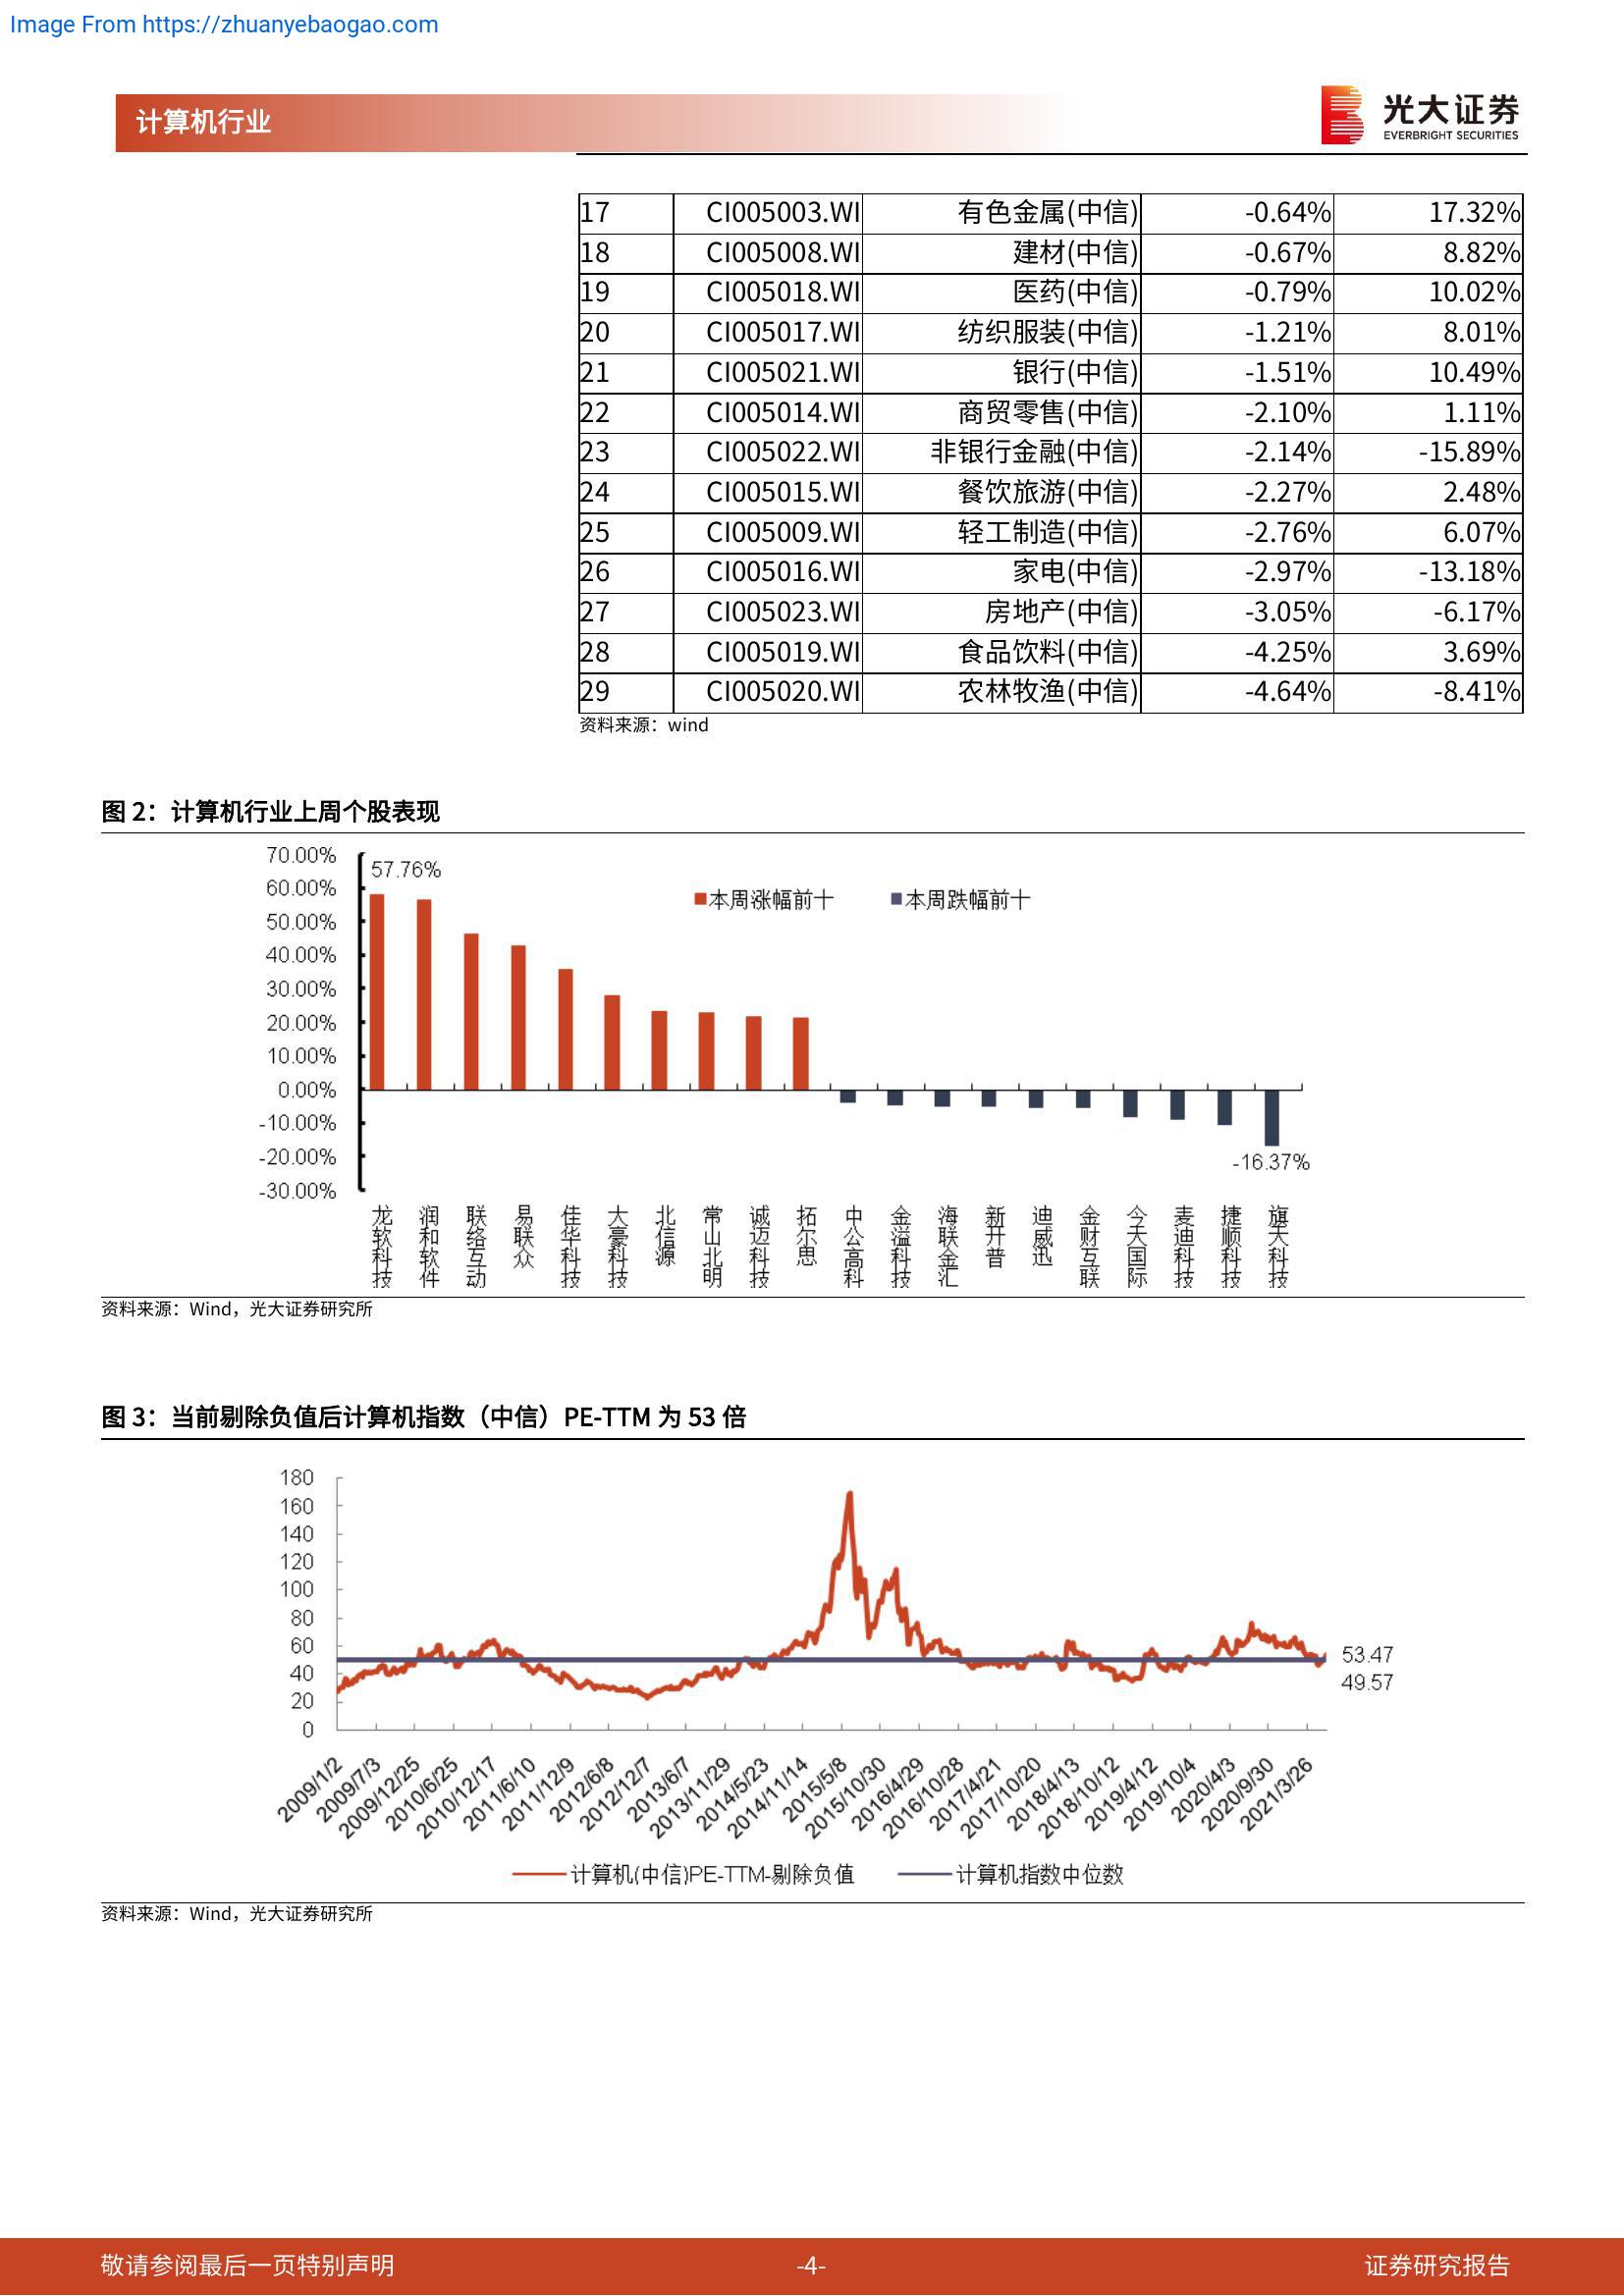 Image From https://zhuanyebaogao.com
计算机行业
光大证券
EVERBRIGHT SECURITIES
17 CI005003.WI 有色金属(中信) -0.64% 17.32%
18 CI005008.WI 建材(中信) -0.67% 8.82%
19 CI005018.WI 医药(中信) -0.79% 10.02%
20 CI005017.WI 纺织服装(中信) -1.21% 8.01%
21 CI005021.WI 银行(中信) -1.51% 10.49%
22 CI005014.WI 商贸零售(中信) -2.10% 1.11%
23 CI005022.WI 非银行金融(中信) -2.14% -15.89%
24 CI005015.WI 餐饮旅游(中信) -2.27% 2.48%
25 CI005009.WI 轻工制造(中信) -2.76% 6.07%
26 CI005016.WI 家电(中信) -2.97% -13.18%
27 CI005023.WI 房地产(中信) -3.05% -6.17%
28 CI005019.WI 食品饮料(中信) -4.25% 3.69%
29 CI005020.WI 农林牧渔(中信) -4.64% -8.41%
资料来源：wind
图 2：计算机行业上周个股表现
70.00%
60.00%
50.00%
40.00%
30.00%
20.00%
10.00%
0.00%
-10.00%
-20.00%
-30.00%
57.76%
本周涨幅前十 本周跌幅前十
-16.37%
龙软科技
润和软件
联络互动
易联众
佳华科技
大豪科技
北信源
常山北明
诚迈科技
拓尔思
中公高科
金溢科技
海联金汇
新开普
迪威迅
金财互联
今天国际
麦迪科技
捷顺科技
旗天科技
资料来源：Wind，光大证券研究所
图 3：当前剔除负值后计算机指数（中信）PE-TTM 为 53 倍
180
160
140
120
100
80
60
40
20
0
53.47
49.57
2009/1/2
2009/7/3
2009/12/25
2010/6/25
2010/12/17
2011/6/10
2011/12/9
2012/6/8
2012/12/7
2013/6/7
2013/11/29
2014/5/23
2014/11/14
2015/5/8
2015/10/30
2016/4/29
2016/10/28
2017/4/21
2017/10/20
2018/4/13
2018/10/12
2019/4/12
2019/10/4
2020/4/3
2020/9/30
2021/3/26
计算机(中信)PE-TTM-剔除负值 计算机指数中位数
资料来源：Wind，光大证券研究所
敬请参阅最后一页特别声明 -4- 证券研究报告